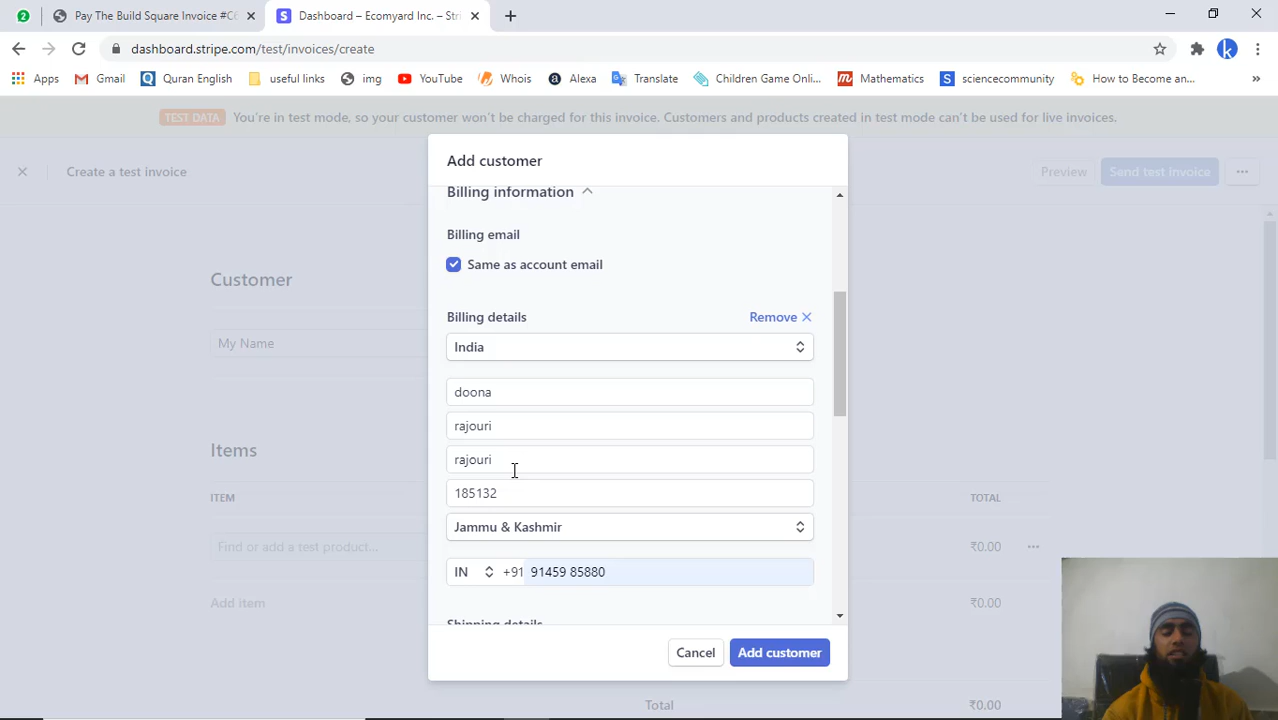 2
Pay The Build Square Invoice #C6
Dashboard – Ecomyard Inc. – Str
dashboard.stripe.com/test/invoices/create
Apps
Gmail
Quran English
useful links
img
YouTube
Whois
Alexa
Translate
Children Game Onli...
Mathematics
sciencecommunity
How to Become an...
TEST DATA You're in test mode, so your customer won't be charged for this invoice. Customers and products created in test mode can't be used for live invoices.
Create a test invoice
Preview
Send test invoice
Add customer
Billing information
Billing email
Same as account email
Billing details
Remove
India
doona
rajouri
rajouri
185132
Jammu & Kashmir
IN +91 91459 85880
Cancel
Add customer
Customer
My Name
Items
ITEM
TOTAL
Find or add a test product...
₹0.00
Add item
₹0.00
Total
₹0.00